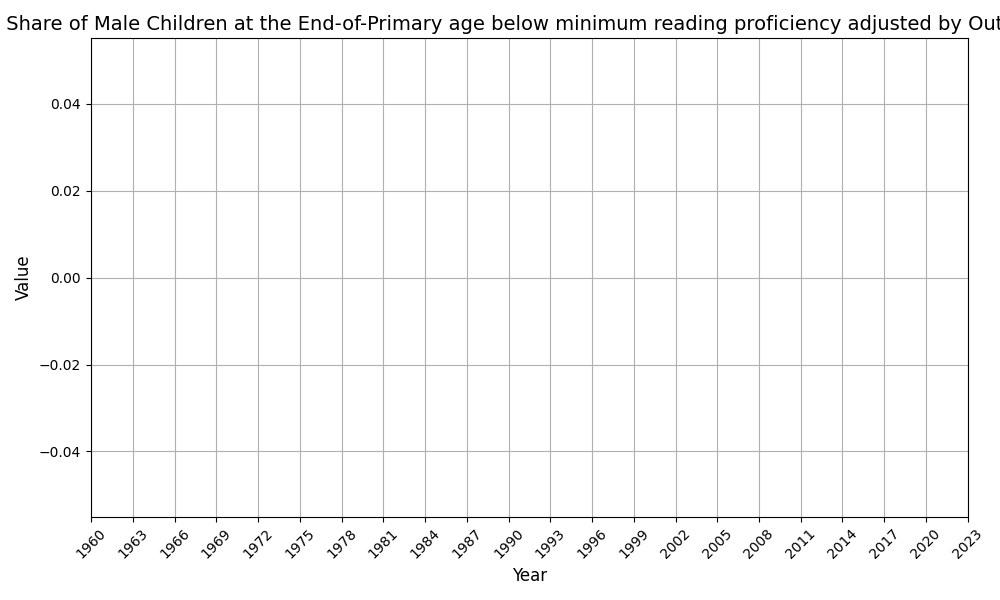 Share of Male Children at the End-of-Primary age below minimum reading proficiency adjusted by Out
0.04
0.02
0.00
−0.02
−0.04
Value
1960 1963 1966 1969 1972 1975 1978 1981 1984 1987 1990 1993 1996 1999 2002 2005 2008 2011 2014 2017 2020 2023
Year